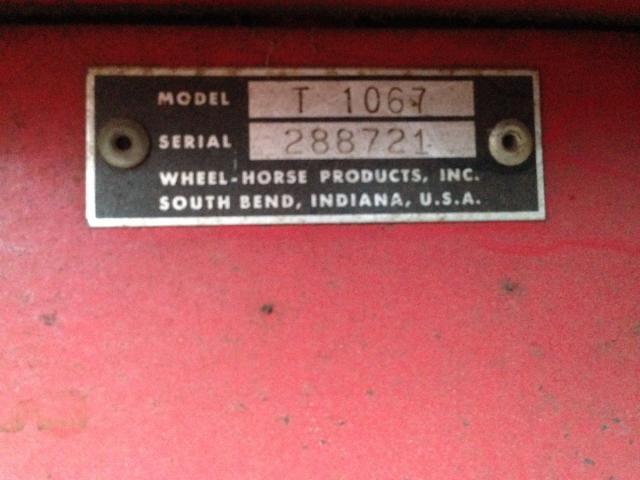 MODEL T 1067
SERIAL 288721
WHEEL-HORSE PRODUCTS, INC.
SOUTH BEND, INDIANA, U.S.A.